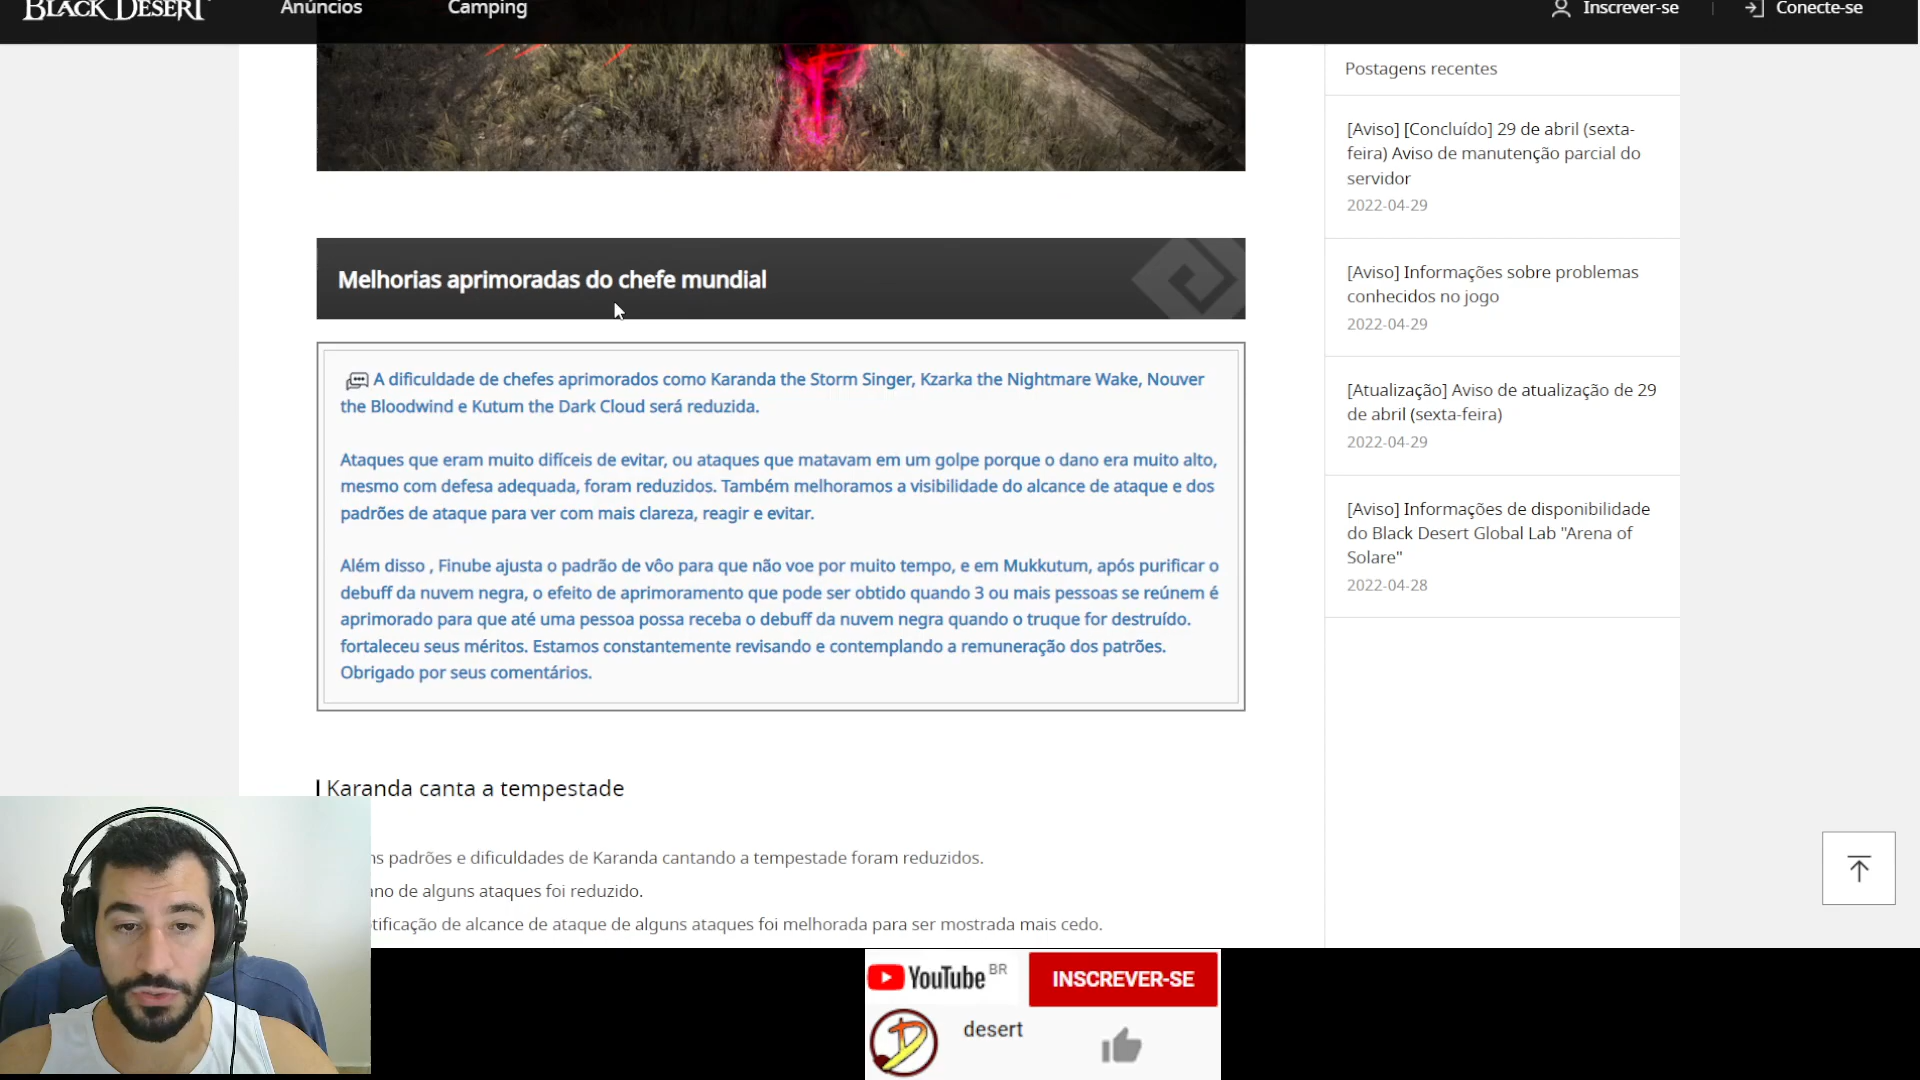 BLACK DESERT
Anúncios
Camping
Inscrever-se
Conecte-se
Melhorias aprimoradas do chefe mundial
A dificuldade de chefes aprimorados como Karanda the Storm Singer, Kzarka the Nightmare Wake, Nouver
the Bloodwind e Kutum the Dark Cloud será reduzida.
Ataques que eram muito difíceis de evitar, ou ataques que matavam em um golpe porque o dano era muito alto,
mesmo com defesa adequada, foram reduzidos. Também melhoramos a visibilidade do alcance de ataque e dos
padrões de ataque para ver com mais clareza, reagir e evitar.
Além disso , Finube ajusta o padrão de vôo para que não voe por muito tempo, e em Mukkutum, após purificar o
debuff da nuvem negra, o efeito de aprimoramento que pode ser obtido quando 3 ou mais pessoas se reúnem é
aprimorado para que até uma pessoa possa receba o debuff da nuvem negra quando o truque for destruído.
fortaleceu seus méritos. Estamos constantemente revisando e contemplando a remuneração dos patrões.
Obrigado por seus comentários.
Karanda canta a tempestade
padrões e dificuldades de Karanda cantando a tempestade foram reduzidos.
de alguns ataques foi reduzido.
de alcance de ataque de alguns ataques foi melhorada para ser mostrada mais cedo.
Postagens recentes
[Aviso] [Concluído] 29 de abril (sexta-
feira) Aviso de manutenção parcial do
servidor
2022-04-29
[Aviso] Informações sobre problemas
conhecidos no jogo
2022-04-29
[Atualização] Aviso de atualização de 29
de abril (sexta-feira)
2022-04-29
[Aviso] Informações de disponibilidade
do Black Desert Global Lab "Arena of
Solare"
2022-04-28
YouTube BR
INSCREVER-SE
desert